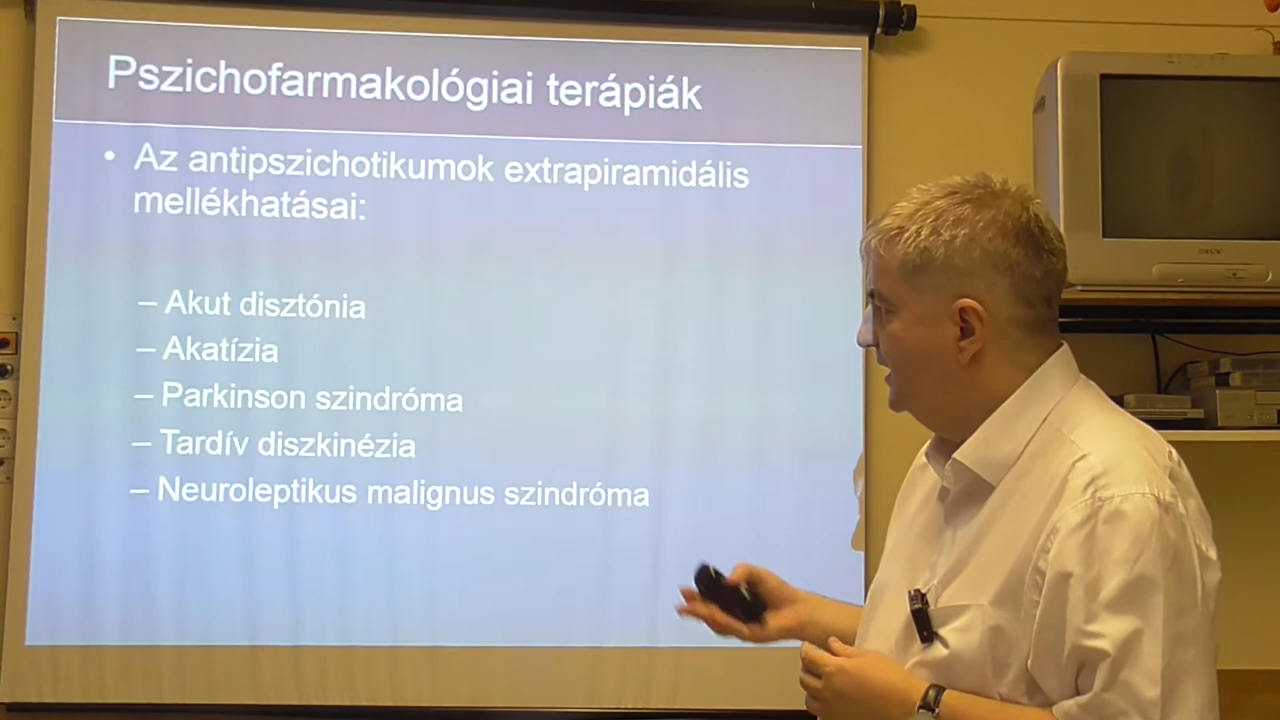 Pszichofarmakológiai terápiák
• Az antipszichotikumok extrapiramidális
mellékhatásai:
– Akut disztónia
– Akatízia
– Parkinson szindróma
– Tardív diszkinézia
– Neuroleptikus malignus szindróma